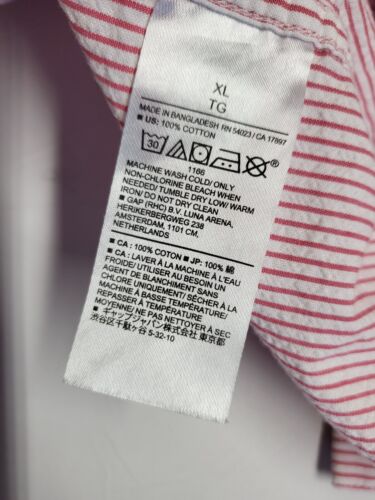 XL
TG
MADE IN BANGLADESH RN 54023 / CA 17897
■ US: 100% COTTON
30
1166
MACHINE WASH COLD/ ONLY
NON-CHLORINE BLEACH WHEN
NEEDED/ TUMBLE DRY LOW/ WARM
IRON/ DO NOT DRY CLEAN
■ GAP (RHC) B.V. LUNA ARENA,
HERIKERBERGWEG 238
AMSTERDAM, 1101 CM,
NETHERLANDS
■ CA : 100% COTON ■ JP: 100% 綿
■ CA : LAVER À LA MACHINE À L'EAU
FROIDE/ UTILISER AU BESOIN UN
AGENT DE BLANCHIMENT SANS
CHLORE UNIQUEMENT/ SÉCHER À LA
MACHINE À BASSE TEMPÉRATURE/
REPASSER À TEMPÉRATURE
MOYENNE/ NE PAS NETTOYER À SEC
■ ギャップジャパン株式会社 東京都
渋谷区千駄ヶ谷 5-32-10